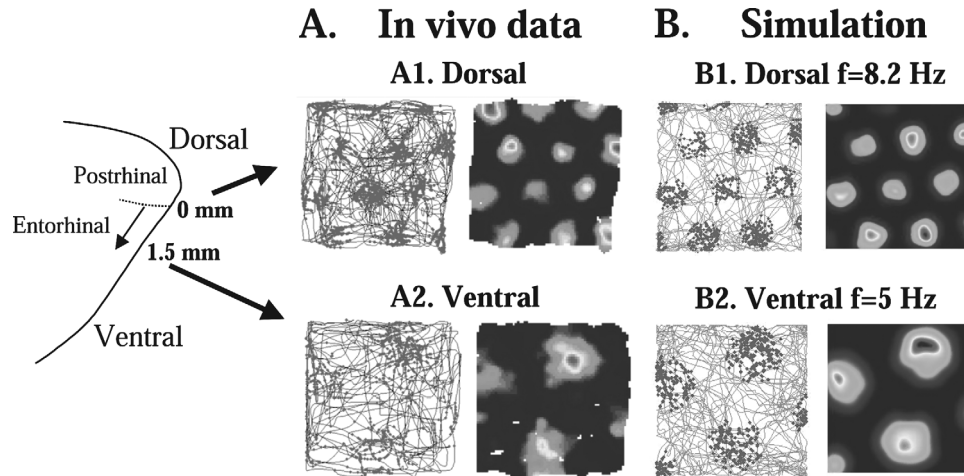 A. In vivo data
B. Simulation
A1. Dorsal
B1. Dorsal f=8.2 Hz
Dorsal
Postrhinal
0 mm
Entorhinal
1.5 mm
Ventral
A2. Ventral
B2. Ventral f=5 Hz